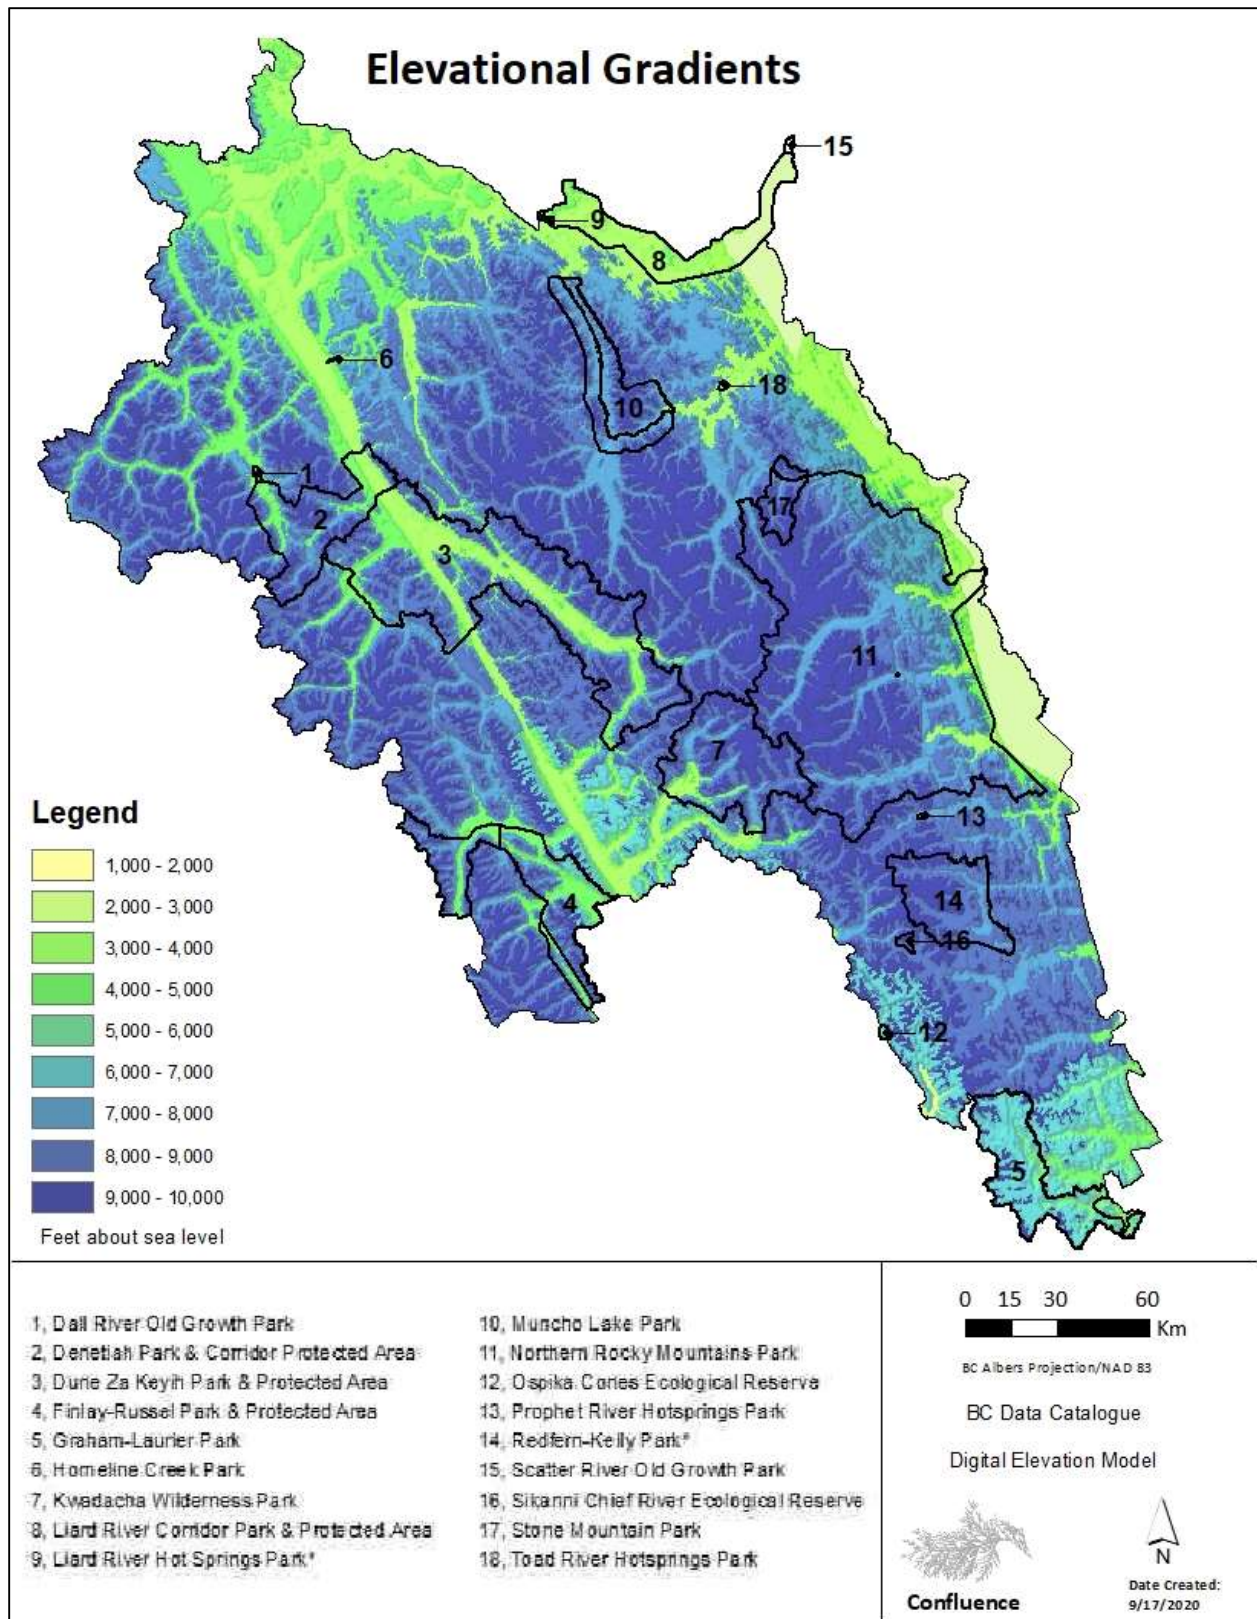 Elevational Gradients
15
9
8
6
18
10
1
17
2
3
11
7
13
14
4
16
12
5
Legend
1,000 - 2,000
2,000 - 3,000
3,000 - 4,000
4,000 - 5,000
5,000 - 6,000
6,000 - 7,000
7,000 - 8,000
8,000 - 9,000
9,000 - 10,000
Feet about sea level
1, Dall River Old Growth Park
2, Denetiah Park & Corridor Protected Area
3, Dune Za Keyih Park & Protected Area
4, Finlay-Russel Park & Protected Area
5, Graham-Laurier Park
6, Horneline Creek Park
7, Kwadacha Wilderness Park
8, Liard River Corridor Park & Protected Area
9, Liard River Hot Springs Park*
10, Muncho Lake Park
11, Northern Rocky Mountains Park
12, Ospika Cones Ecological Reserve
13, Prophet River Hotsprings Park
14, Redfern-Kelly Park*
15, Scatter River Old Growth Park
16, Sikanni Chief River Ecological Reserve
17, Stone Mountain Park
18, Toad River Hotsprings Park
0 15 30 60
Km
BC Albers Projection/NAD 83
BC Data Catalogue
Digital Elevation Model
Confluence
N
Date Created:
9/17/2020